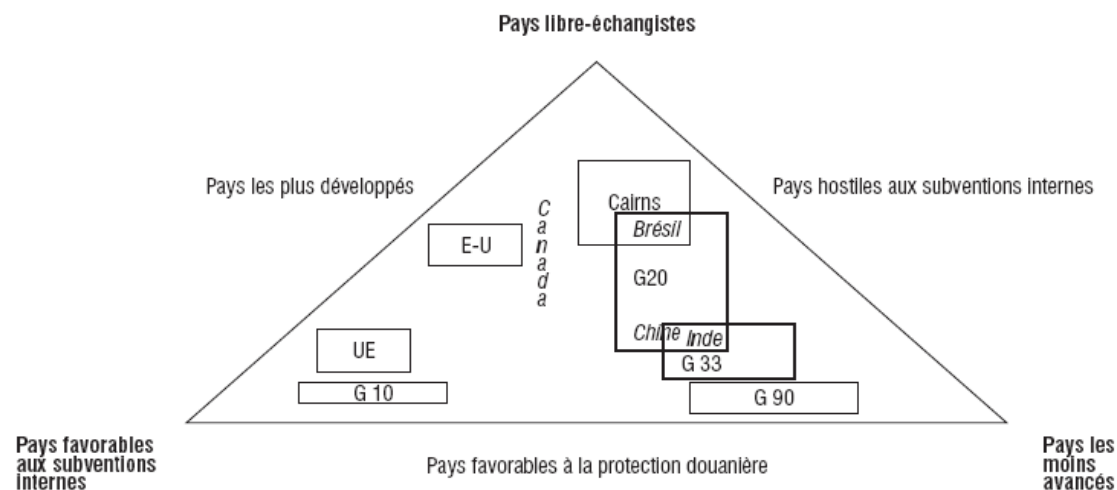 Pays libre-échangistes
Pays les plus développés
Pays hostiles aux subventions internes
Cairns
Canada
Brésil
E-U
G20
Chine
Inde
UE
G 33
G 10
G 90
Pays favorables
aux subventions
internes
Pays favorables à la protection douanière
Pays les
moins
avancés